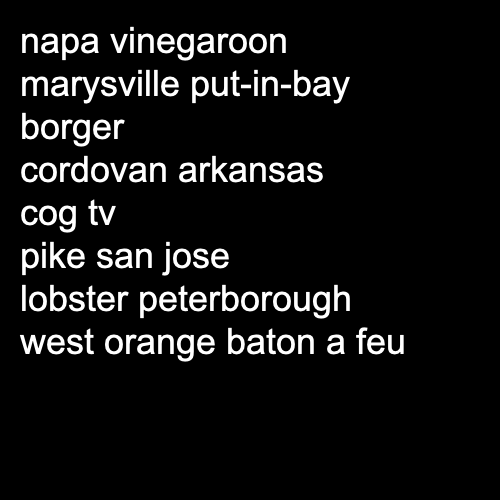 napa vinegaroon
marysville put-in-bay
borger
cordovan arkansas
cog tv
pike san jose
lobster peterborough
west orange baton a feu